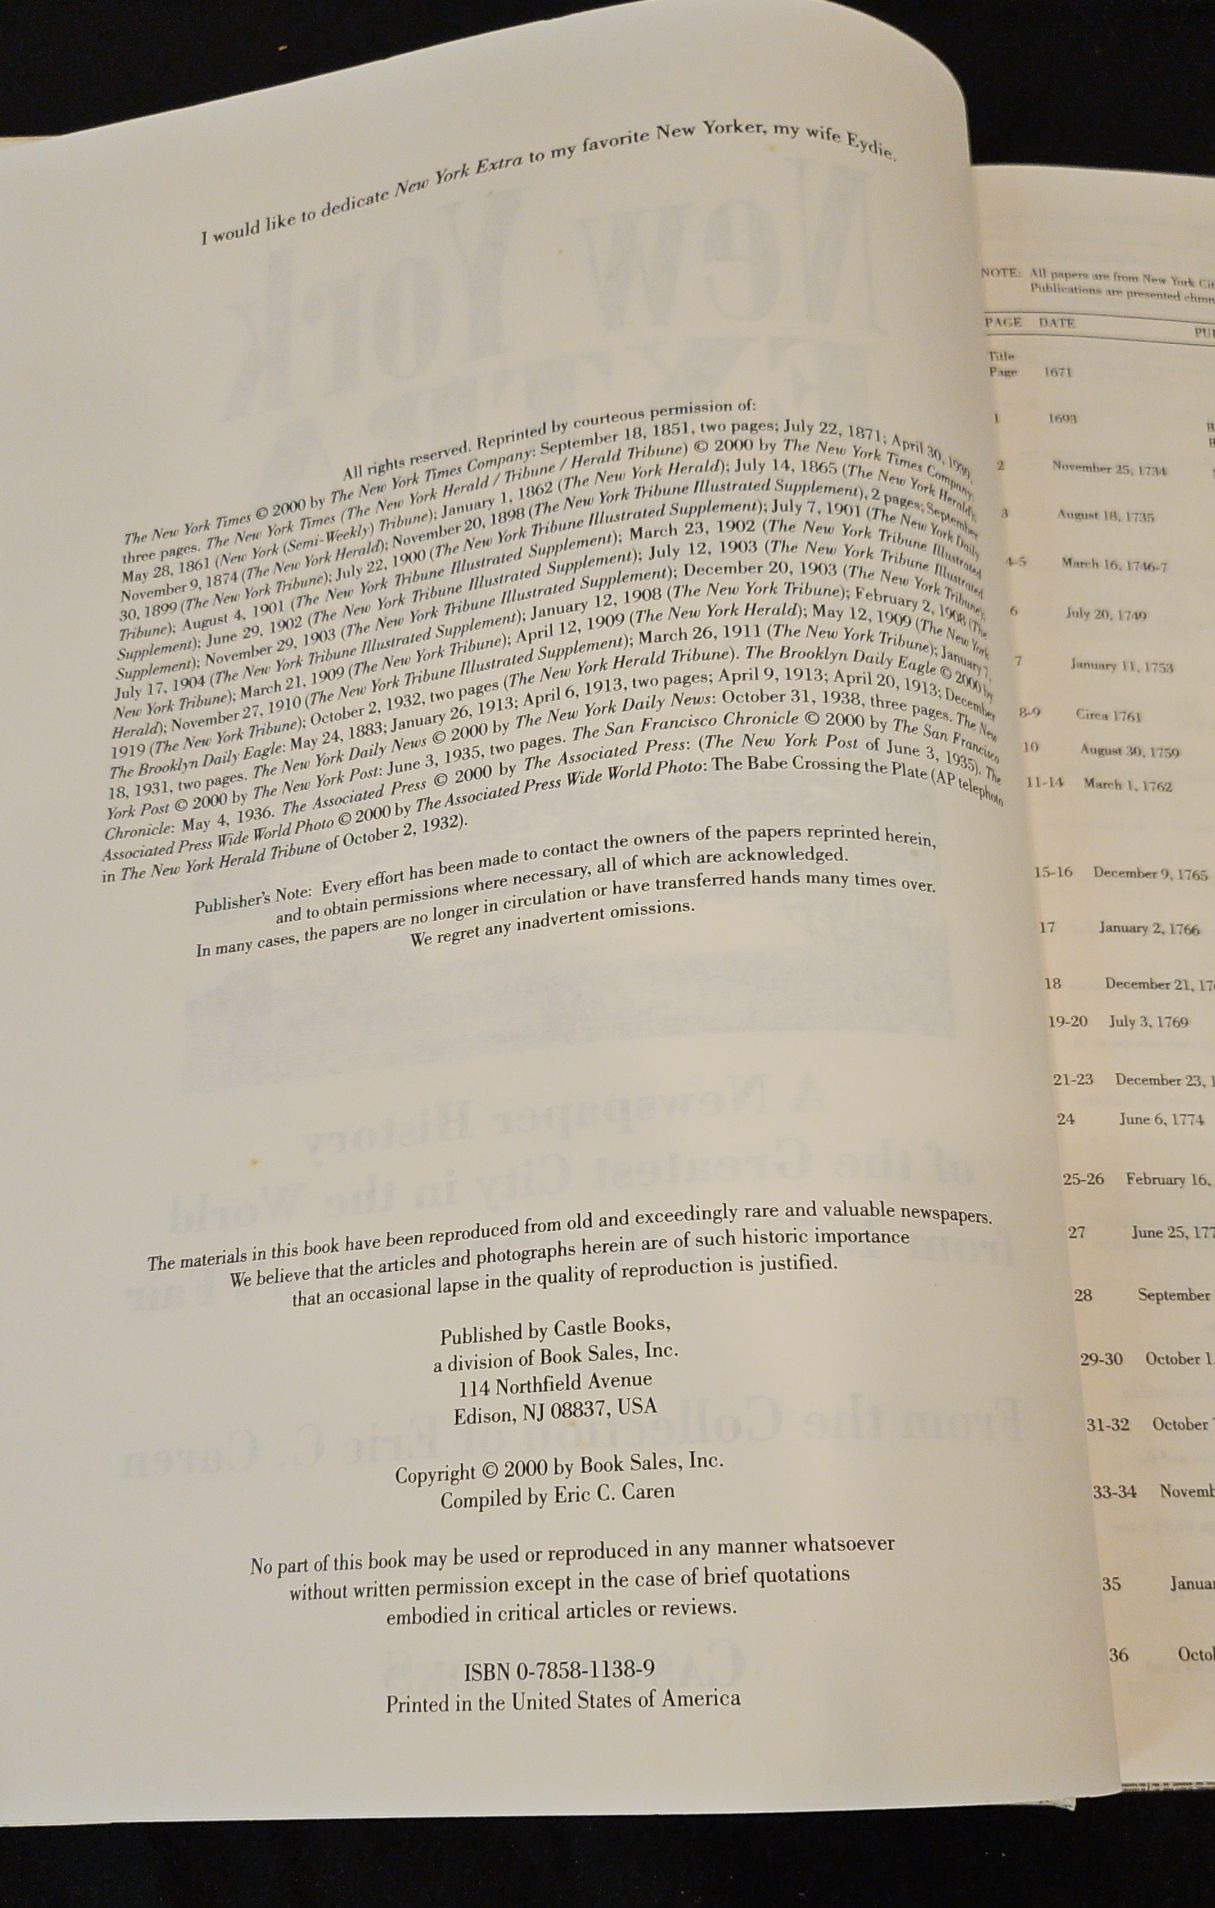 I would like to dedicate New York Extra to my favorite New Yorker, my wife Eydie.
All rights reserved. Reprinted by courteous permission of:
The New York Times © 2000 by The New York Times Company: September 18, 1851, two pages; July 22, 1871; April 30, 1939,
three pages. The New York Times (The New York Herald / Tribune / Herald Tribune) © 2000 by The New York Times Company:
May 28, 1861 (New York (Semi-Weekly) Tribune); January 1, 1862 (The New York Herald); July 14, 1865 (The New York Herald);
November 9, 1874 (The New York Herald); November 20, 1898 (The New York Tribune Illustrated Supplement), 2 pages; September
30, 1899 (The New York Tribune); July 22, 1900 (The New York Tribune Illustrated Supplement); July 7, 1901 (The New York Daily
Tribune); August 4, 1901 (The New York Tribune Illustrated Supplement); March 23, 1902 (The New York Tribune Illustrated
Supplement); June 29, 1902 (The New York Tribune Illustrated Supplement); July 12, 1903 (The New York Tribune Illustrated
Supplement); November 29, 1903 (The New York Tribune Illustrated Supplement); December 20, 1903 (The New York Tribune);
July 17, 1904 (The New York Tribune Illustrated Supplement); January 12, 1908 (The New York Tribune); February 2, 1908 (The
New York Tribune); March 21, 1909 (The New York Tribune); April 12, 1909 (The New York Herald); May 12, 1909 (The New York
Herald); November 27, 1910 (The New York Tribune Illustrated Supplement); March 26, 1911 (The New York Tribune); January 7,
1919 (The New York Tribune); October 2, 1932, two pages (The New York Herald Tribune). The Brooklyn Daily Eagle © 2000 by
The Brooklyn Daily Eagle: May 24, 1883; January 26, 1913; April 6, 1913, two pages; April 9, 1913; April 20, 1913; December
18, 1931, two pages. The New York Daily News © 2000 by The New York Daily News: October 31, 1938, three pages. The New
York Post © 2000 by The New York Post: June 3, 1935, two pages. The San Francisco Chronicle © 2000 by The San Francisco
Chronicle: May 4, 1936. The Associated Press © 2000 by The Associated Press: (The New York Post of June 3, 1935). The
Associated Press Wide World Photo © 2000 by The Associated Press Wide World Photo: The Babe Crossing the Plate (AP telephoto
in The New York Herald Tribune of October 2, 1932).
Publisher's Note: Every effort has been made to contact the owners of the papers reprinted herein,
and to obtain permissions where necessary, all of which are acknowledged.
In many cases, the papers are no longer in circulation or have transferred hands many times over.
We regret any inadvertent omissions.
The materials in this book have been reproduced from old and exceedingly rare and valuable newspapers.
We believe that the articles and photographs herein are of such historic importance
that an occasional lapse in the quality of reproduction is justified.
Published by Castle Books,
a division of Book Sales, Inc.
114 Northfield Avenue
Edison, NJ 08837, USA
Copyright © 2000 by Book Sales, Inc.
Compiled by Eric C. Caren
No part of this book may be used or reproduced in any manner whatsoever
without written permission except in the case of brief quotations
embodied in critical articles or reviews.
ISBN 0-7858-1138-9
Printed in the United States of America
NOTE: All papers are from New York
Publications are presented
PAGE DATE
Title
Page 1671
1 1693
2 November 25, 1734
3 August 18, 1735
4-5 March 16, 1746-7
6 July 20, 1749
7 January 11, 1753
8-9 Circa 1761
10 August 30, 1759
11-14 March 1, 1762
15-16 December 9, 1765
17 January 2, 1766
18 December 21,
19-20 July 3, 1769
21-23 December 23,
24 June 6, 1774
25-26 February 16,
27 June 25,
28 September
29-30 October
31-32 October
33-34
35
36